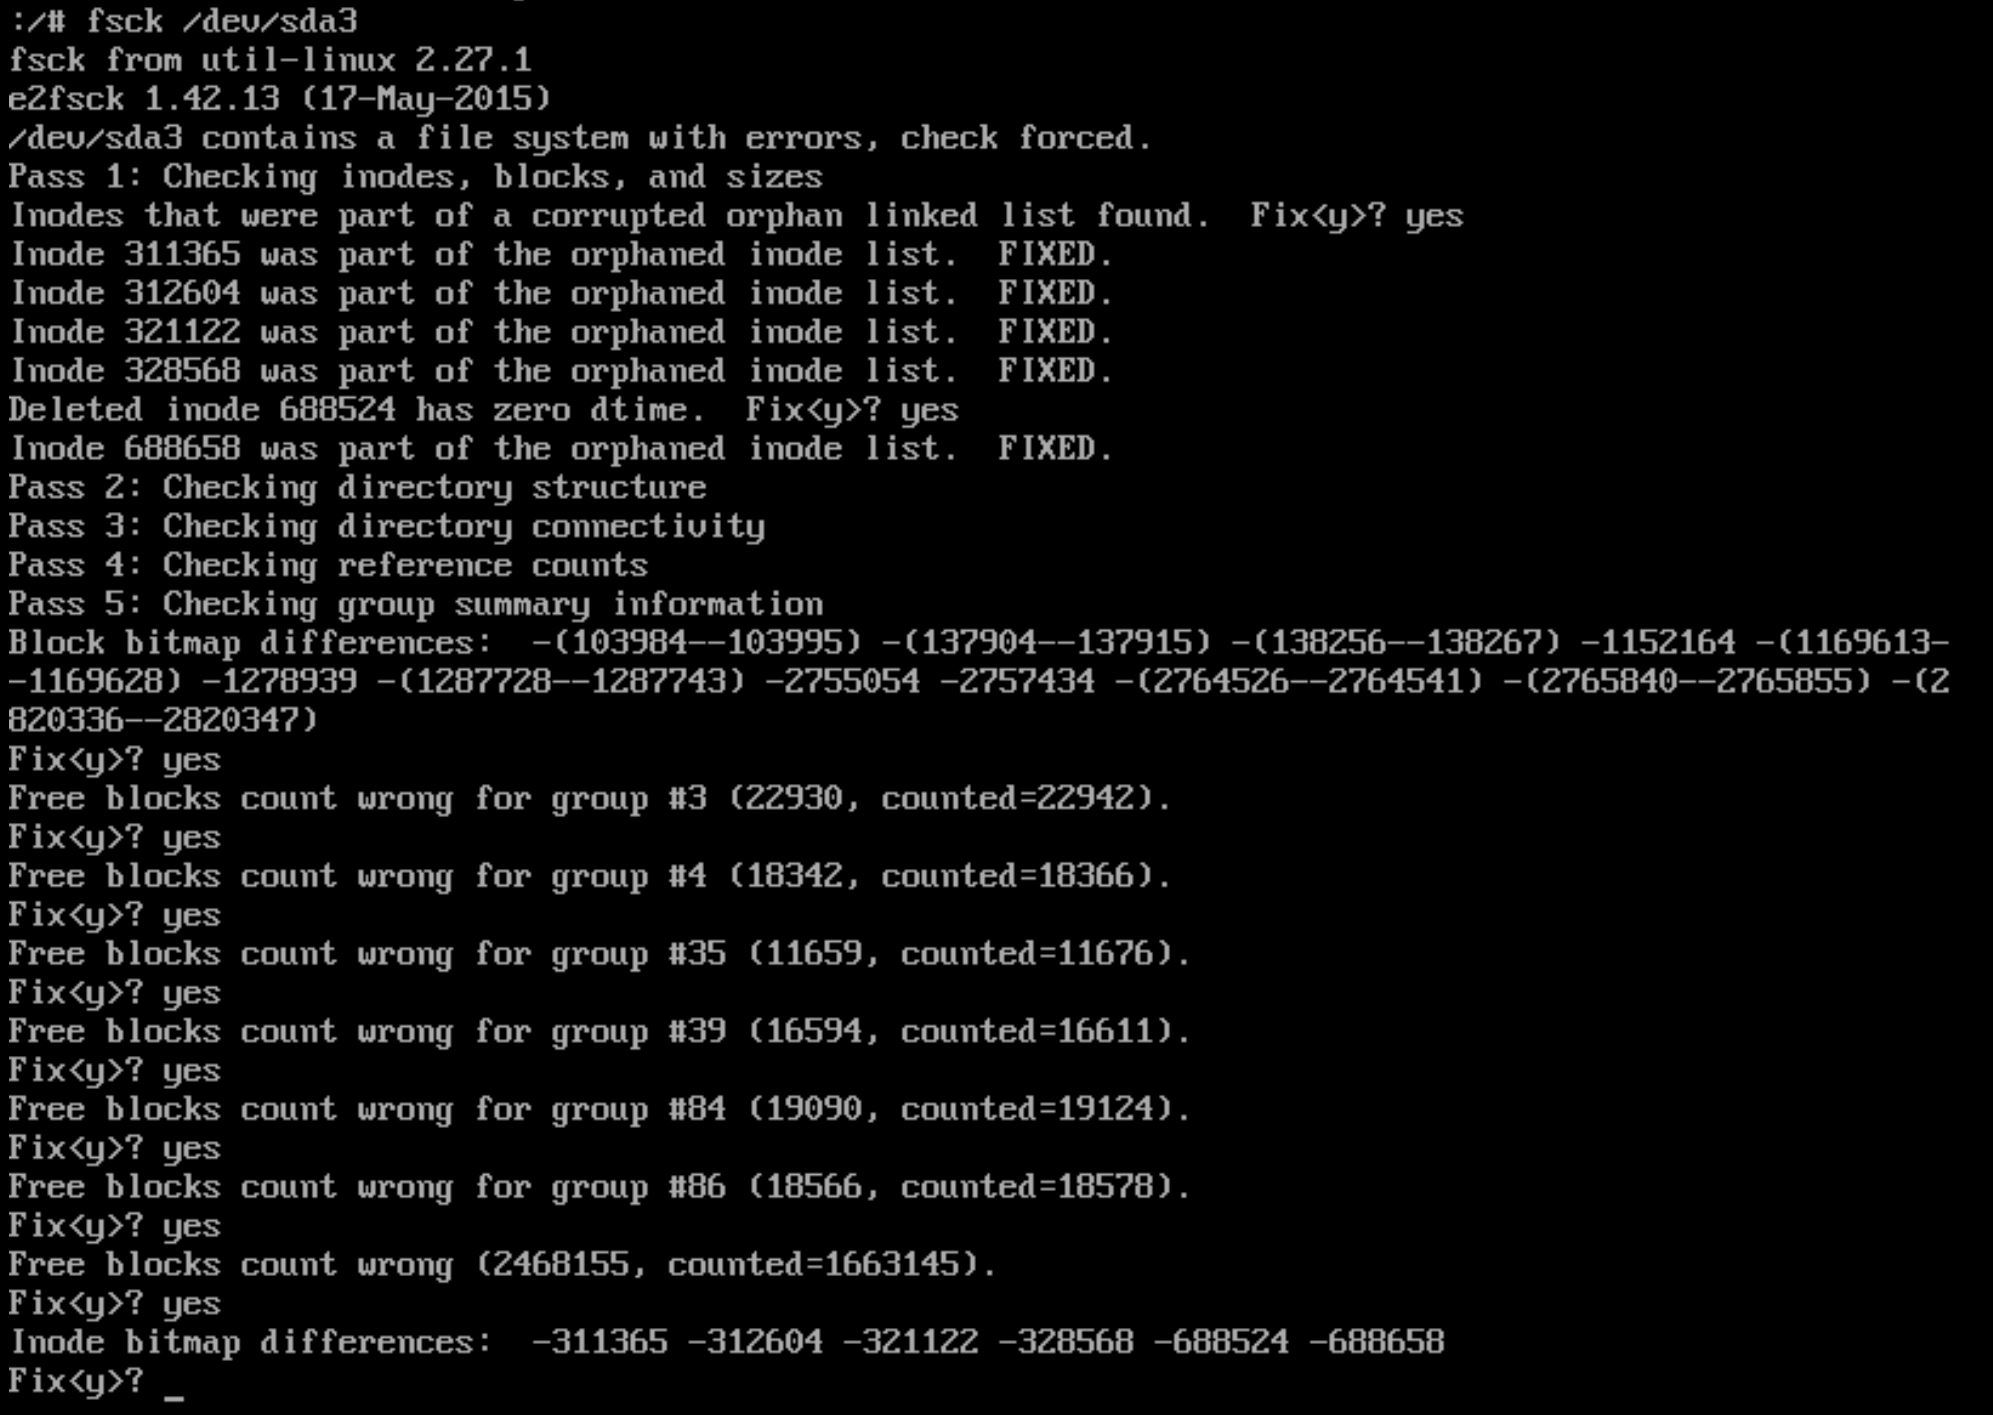 :/# fsck /dev/sda3
fsck from util-linux 2.27.1
e2fsck 1.42.13 (17-May-2015)
/dev/sda3 contains a file system with errors, check forced.
Pass 1: Checking inodes, blocks, and sizes
Inodes that were part of a corrupted orphan linked list found.  Fix<y>? yes
Inode 311365 was part of the orphaned inode list.  FIXED.
Inode 312604 was part of the orphaned inode list.  FIXED.
Inode 321122 was part of the orphaned inode list.  FIXED.
Inode 328568 was part of the orphaned inode list.  FIXED.
Deleted inode 688524 has zero dtime.  Fix<y>? yes
Inode 688658 was part of the orphaned inode list.  FIXED.
Pass 2: Checking directory structure
Pass 3: Checking directory connectivity
Pass 4: Checking reference counts
Pass 5: Checking group summary information
Block bitmap differences:  -(103984--103995) -(137904--137915) -(138256--138267) -1152164 -(1169613-
-1169628) -1278939 -(1287728--1287743) -2755054 -2757434 -(2764526--2764541) -(2765840--2765855) -(2
820336--2820347)
Fix<y>? yes
Free blocks count wrong for group #3 (22930, counted=22942).
Fix<y>? yes
Free blocks count wrong for group #4 (18342, counted=18366).
Fix<y>? yes
Free blocks count wrong for group #35 (11659, counted=11676).
Fix<y>? yes
Free blocks count wrong for group #39 (16594, counted=16611).
Fix<y>? yes
Free blocks count wrong for group #84 (19090, counted=19124).
Fix<y>? yes
Free blocks count wrong for group #86 (18566, counted=18578).
Fix<y>? yes
Free blocks count wrong (2468155, counted=1663145).
Fix<y>? yes
Inode bitmap differences:  -311365 -312604 -321122 -328568 -688524 -688658
Fix<y>? _